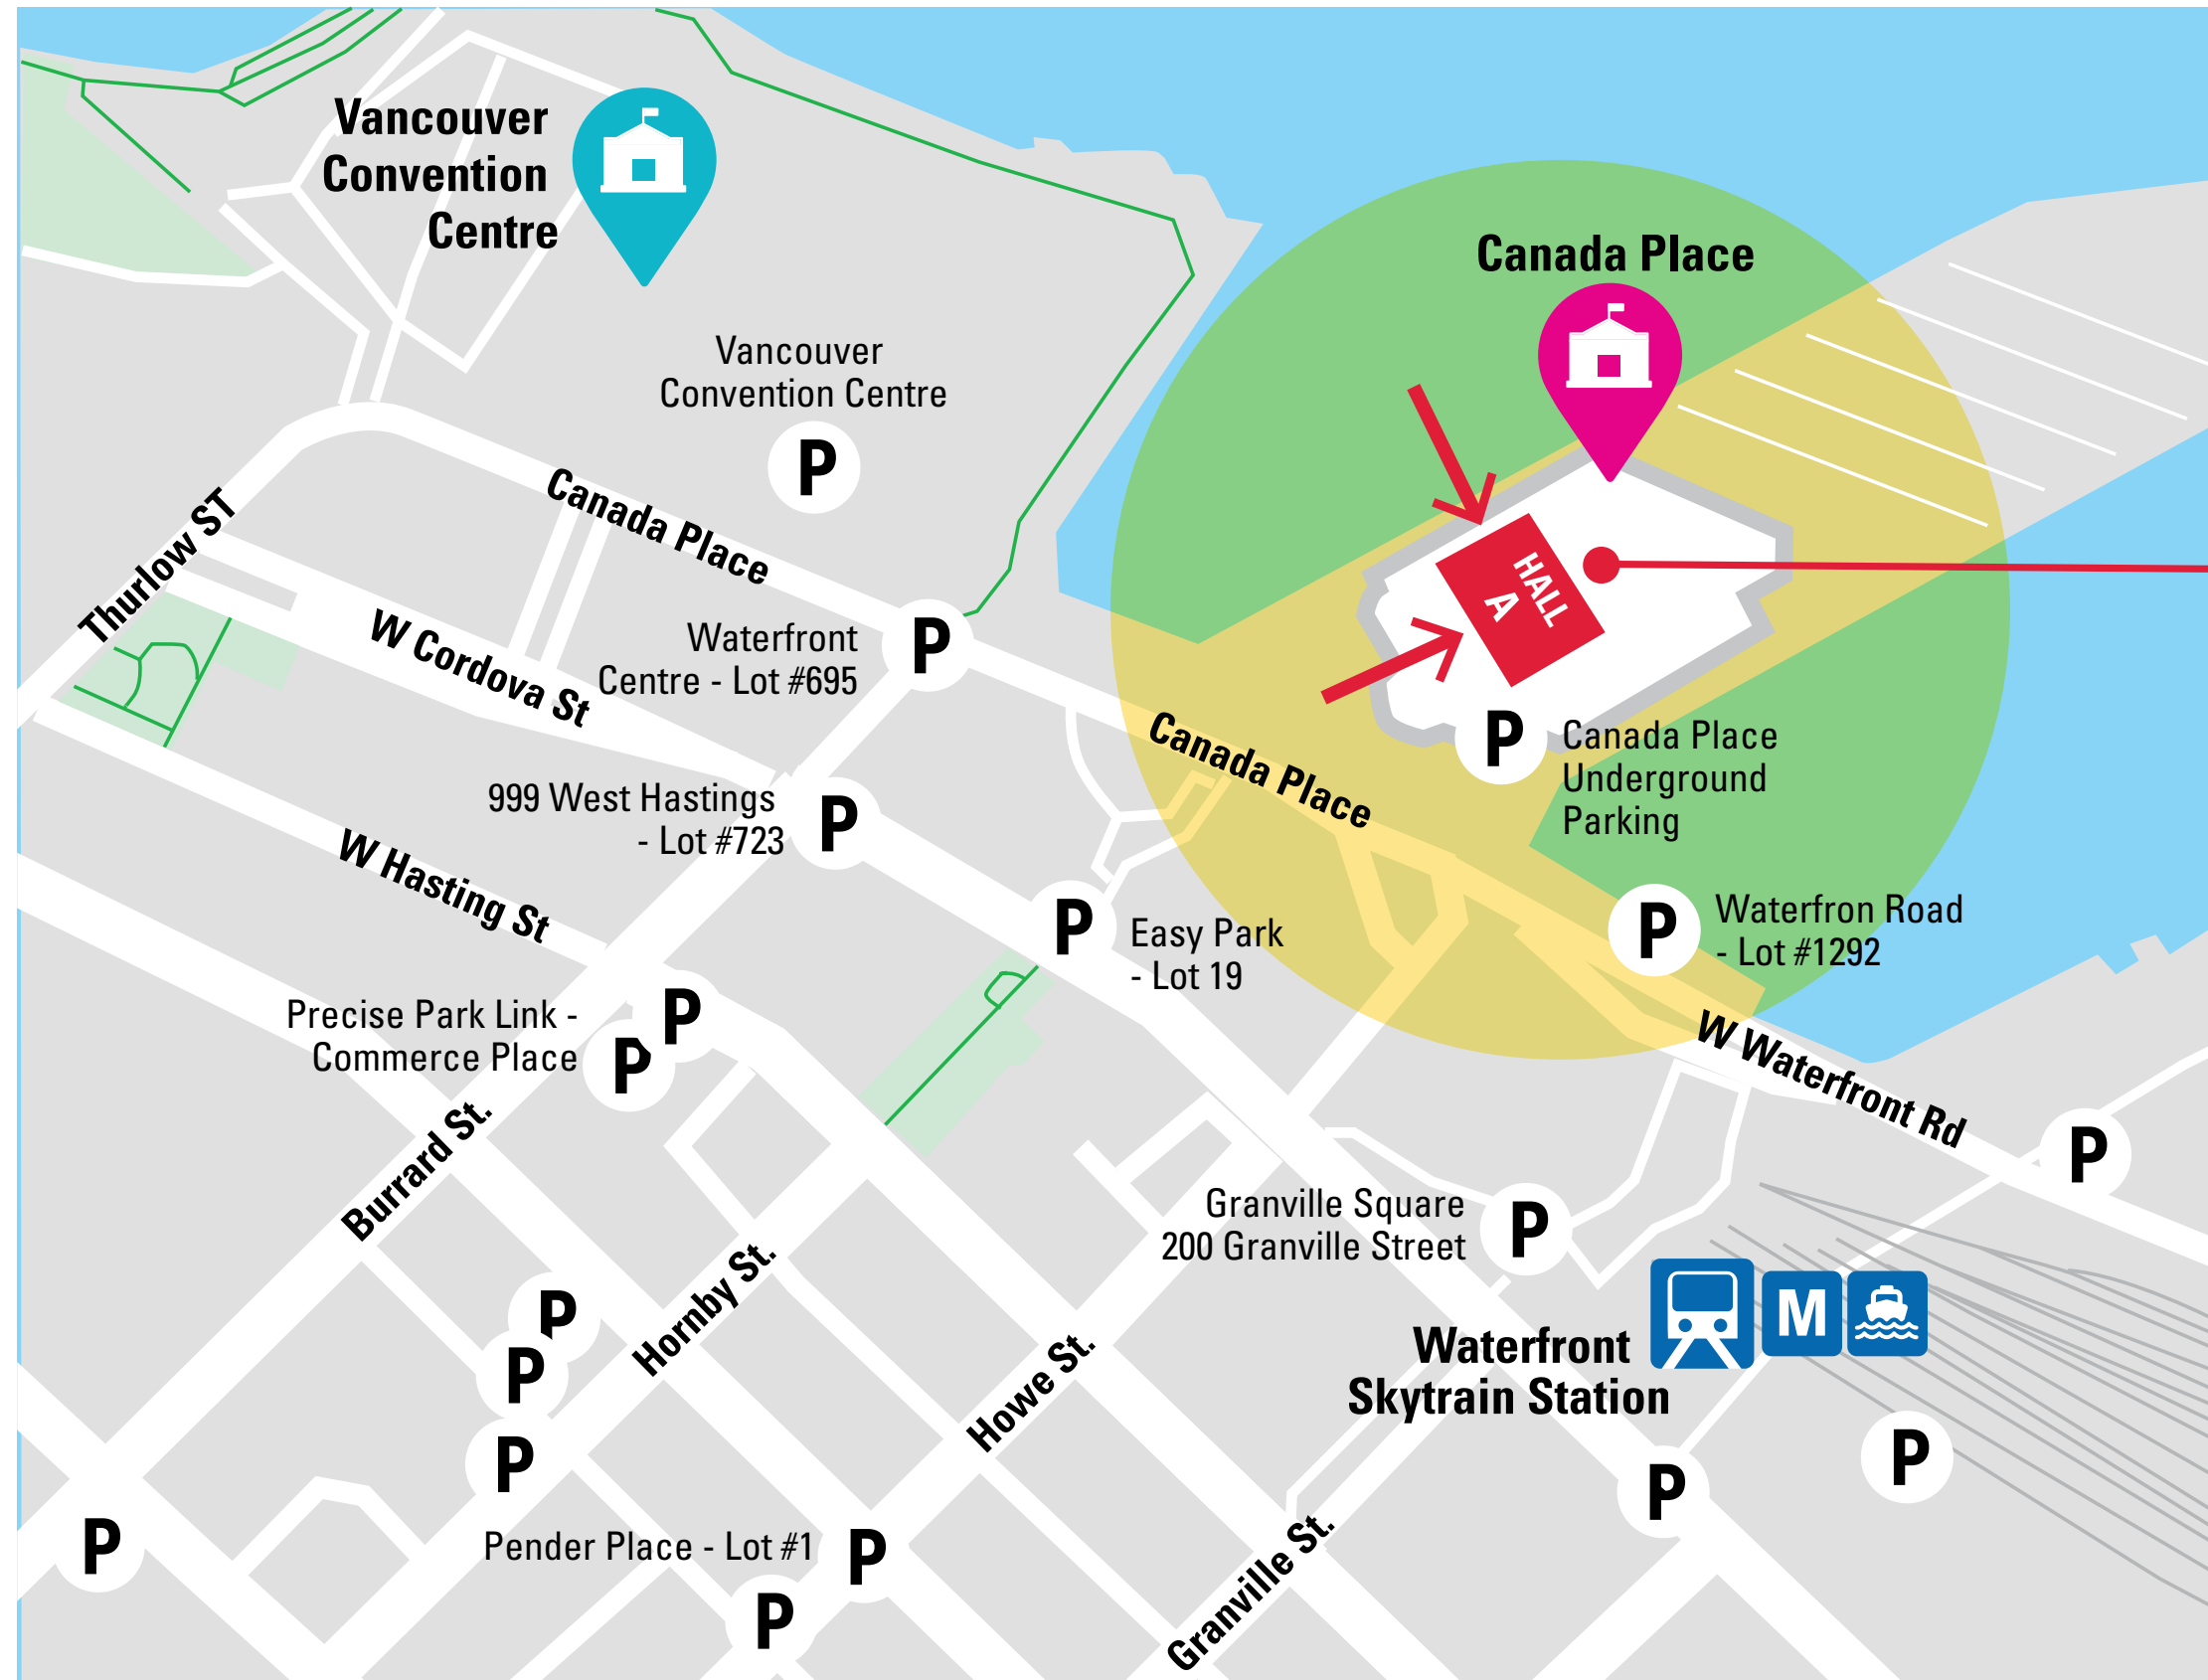 Vancouver
Convention
Centre
Canada Place
Vancouver
Convention Centre
P
Canada Place
Thurlow ST
HALL
A
W Cordova St
Waterfront
Centre - Lot #695
P
Canada Place
P
Canada Place
Underground
Parking
999 West Hastings
- Lot #723
P
W Hasting St
P
Easy Park
- Lot 19
P
Waterfron Road
- Lot #1292
Precise Park Link -
Commerce Place
P
P
W Waterfront Rd
P
Burrard St.
Granville Square
200 Granville Street
P
Hornby St.
M
Waterfront
Skytrain Station
P
P
P
Howe St.
P
P
P
Pender Place - Lot #1
P
P
Granville St.